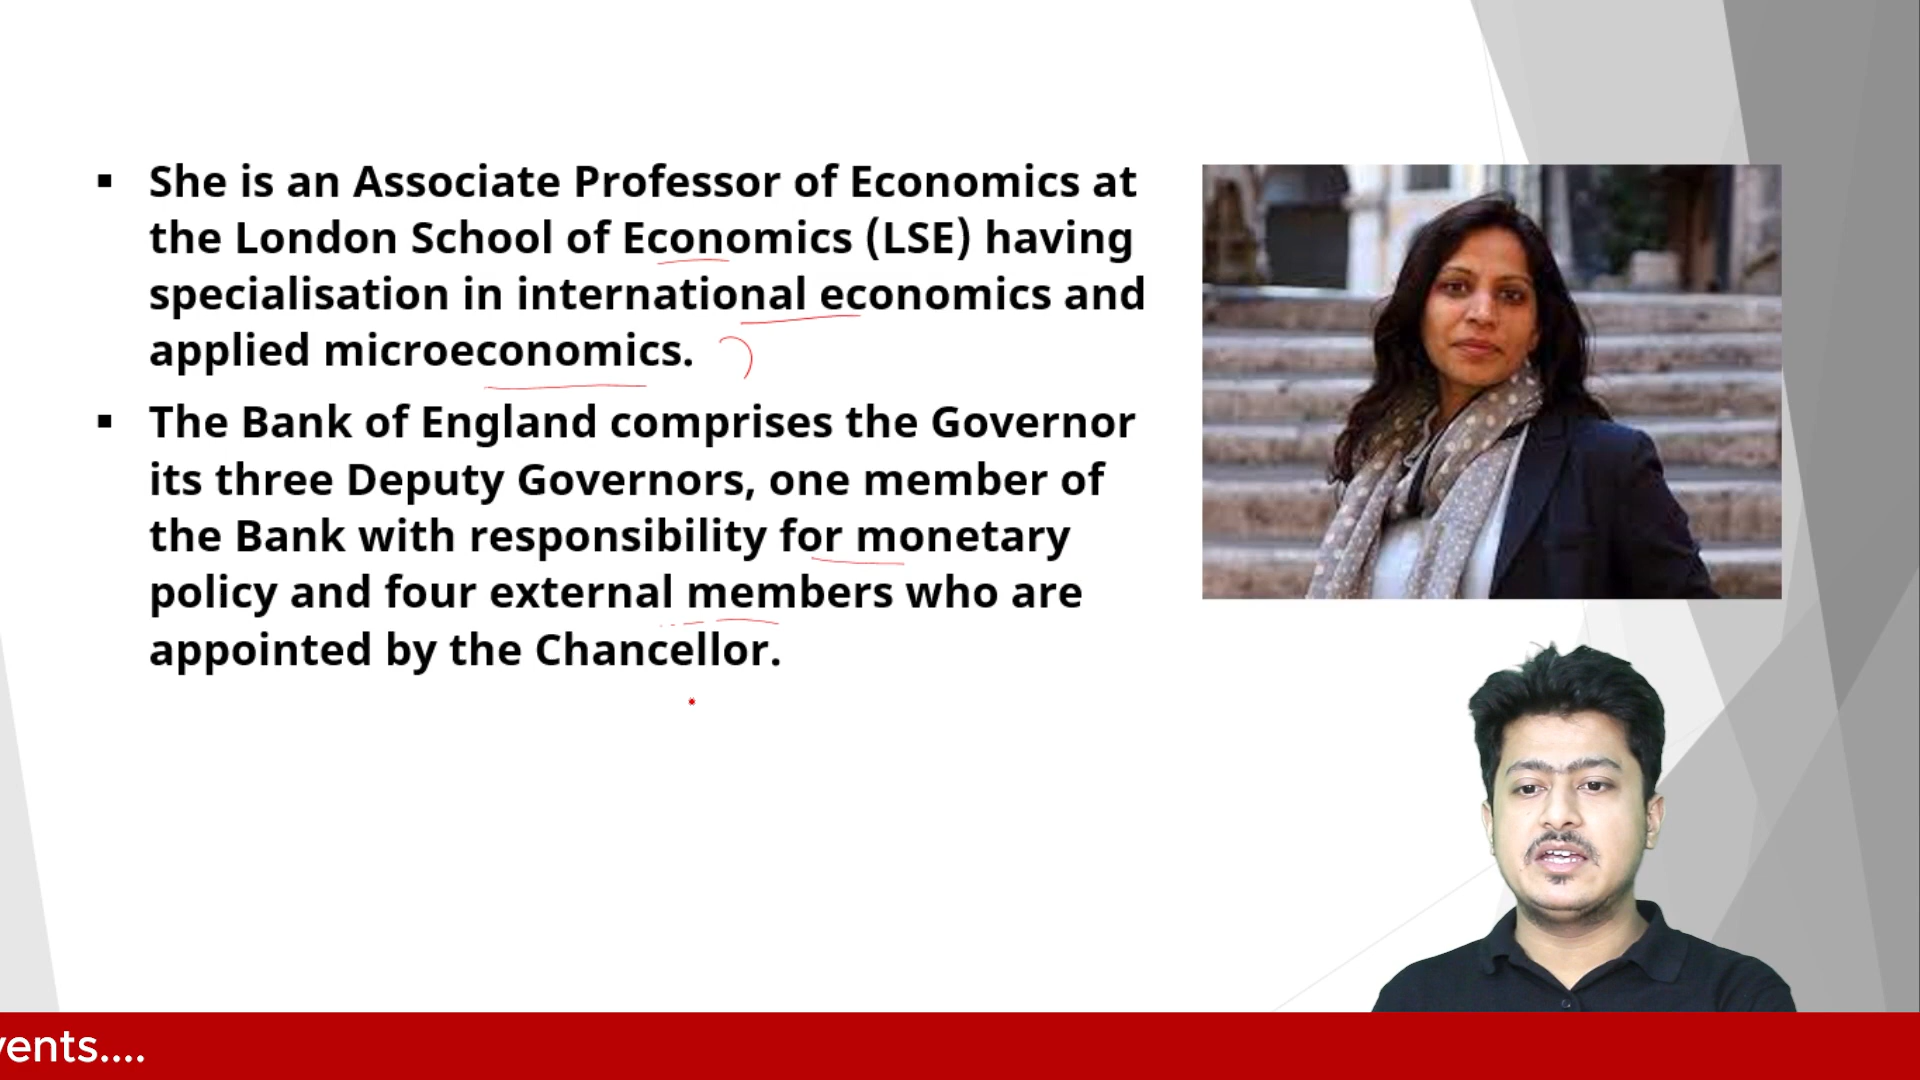 She is an Associate Professor of Economics at
the London School of Economics (LSE) having
specialisation in international economics and
applied microeconomics.
The Bank of England comprises the Governor
its three Deputy Governors, one member of
the Bank with responsibility for monetary
policy and four external members who are
appointed by the Chancellor.
vents....